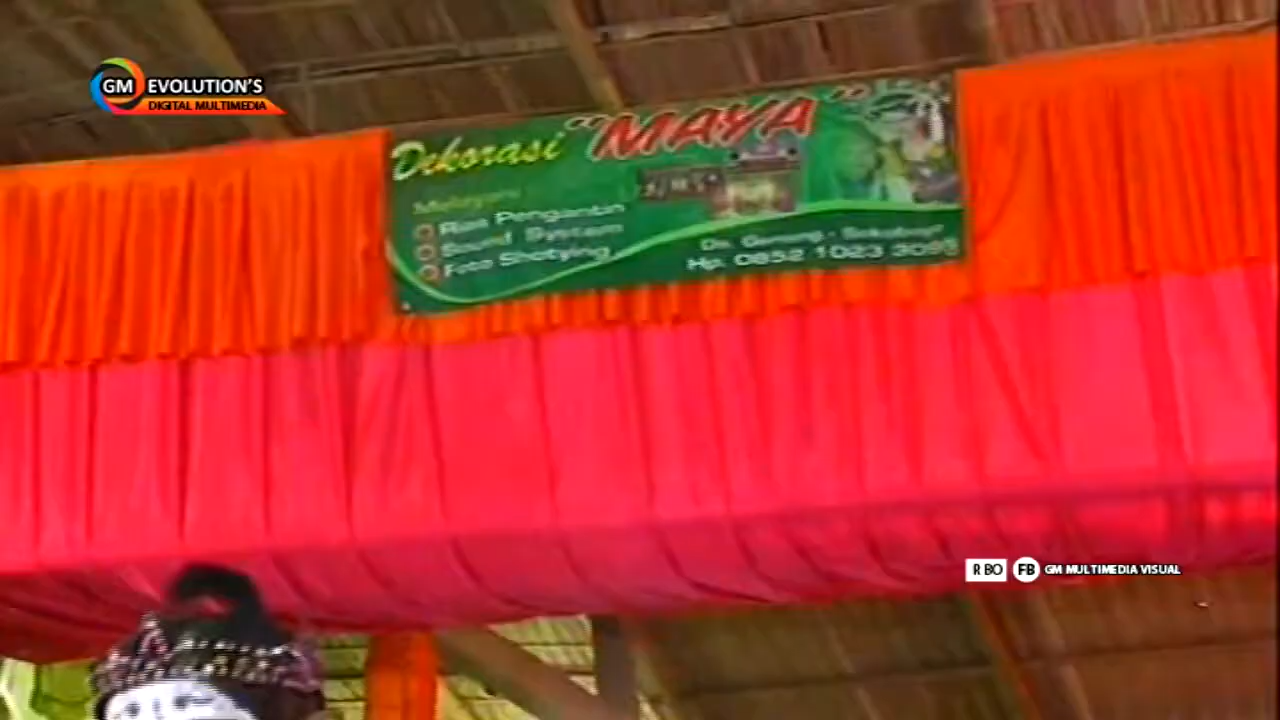 GM EVOLUTION'S
DIGITAL MULTIMEDIA
Dekorasi "MAYA"
Melayani
Rias Pengantin
Sound System
Foto Shotying
Hp. 0852 1023 3095
R BO FB GM MULTIMEDIA VISUAL